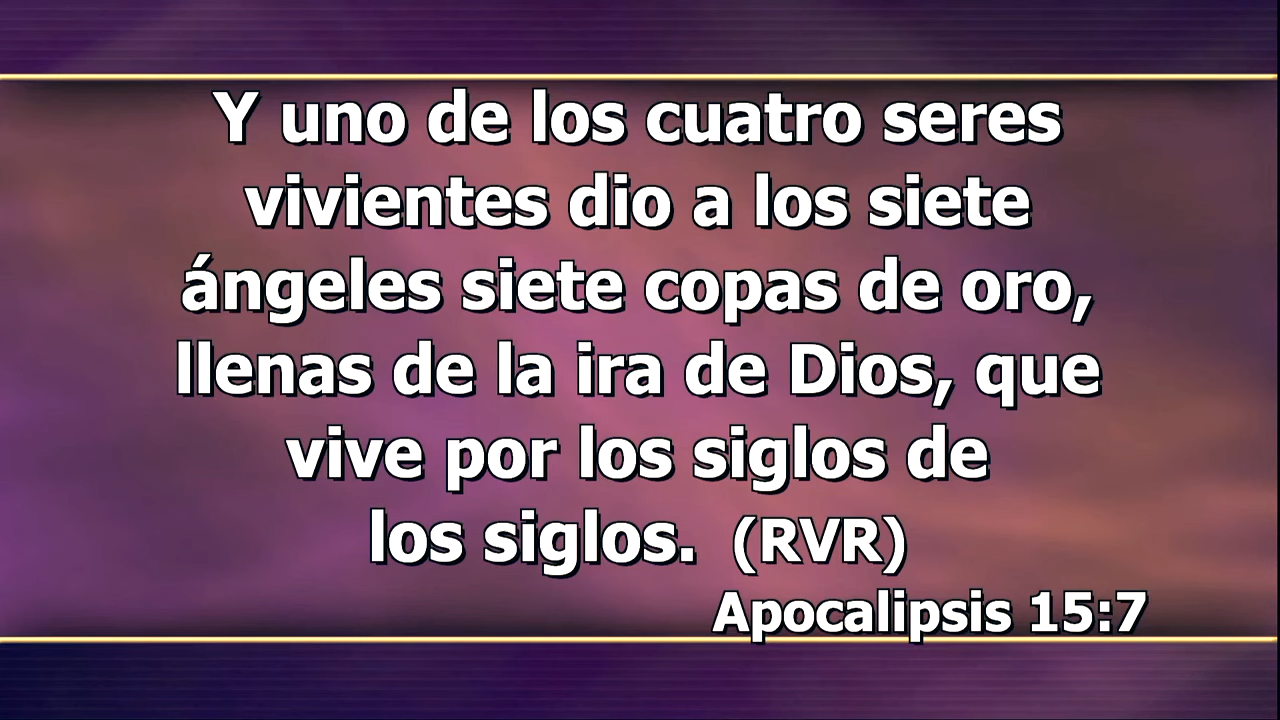 Y uno de los cuatro seres
vivientes dio a los siete
ángeles siete copas de oro,
llenas de la ira de Dios, que
vive por los siglos de
los siglos. (RVR)
Apocalipsis 15:7